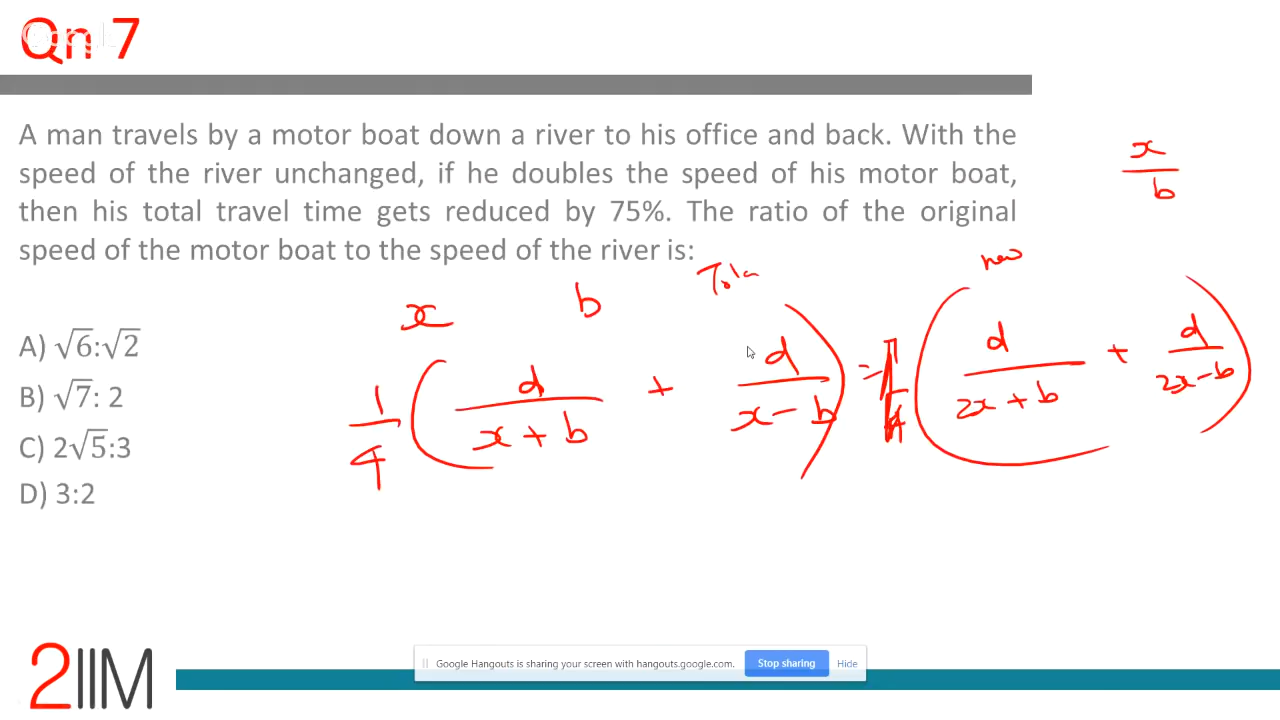 Qn 7
A man travels by a motor boat down a river to his office and back. With the
speed of the river unchanged, if he doubles the speed of his motor boat,
then his total travel time gets reduced by 75%. The ratio of the original
speed of the motor boat to the speed of the river is:
x
b
new
x b
A) √6:√2
B) √7: 2
C) 2√5:3
D) 3:2
1/4 ( d/(x + b) + d/(x - b) ) = ( d/(2x + b) + d/(2x - b) )
2IIM
Google Hangouts is sharing your screen with hangouts.google.com. Stop sharing Hide